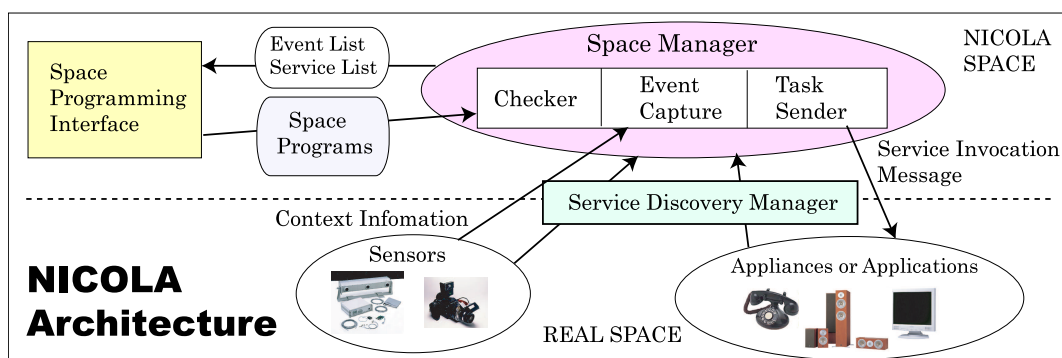 Event List
Service List
Space Manager
NICOLA
SPACE
Space
Programming
Interface
Checker
Event
Capture
Task
Sender
Space
Programs
Service Invocation
Message
Service Discovery Manager
Context Infomation
Sensors
Appliances or Applications
NICOLA
Architecture
REAL SPACE